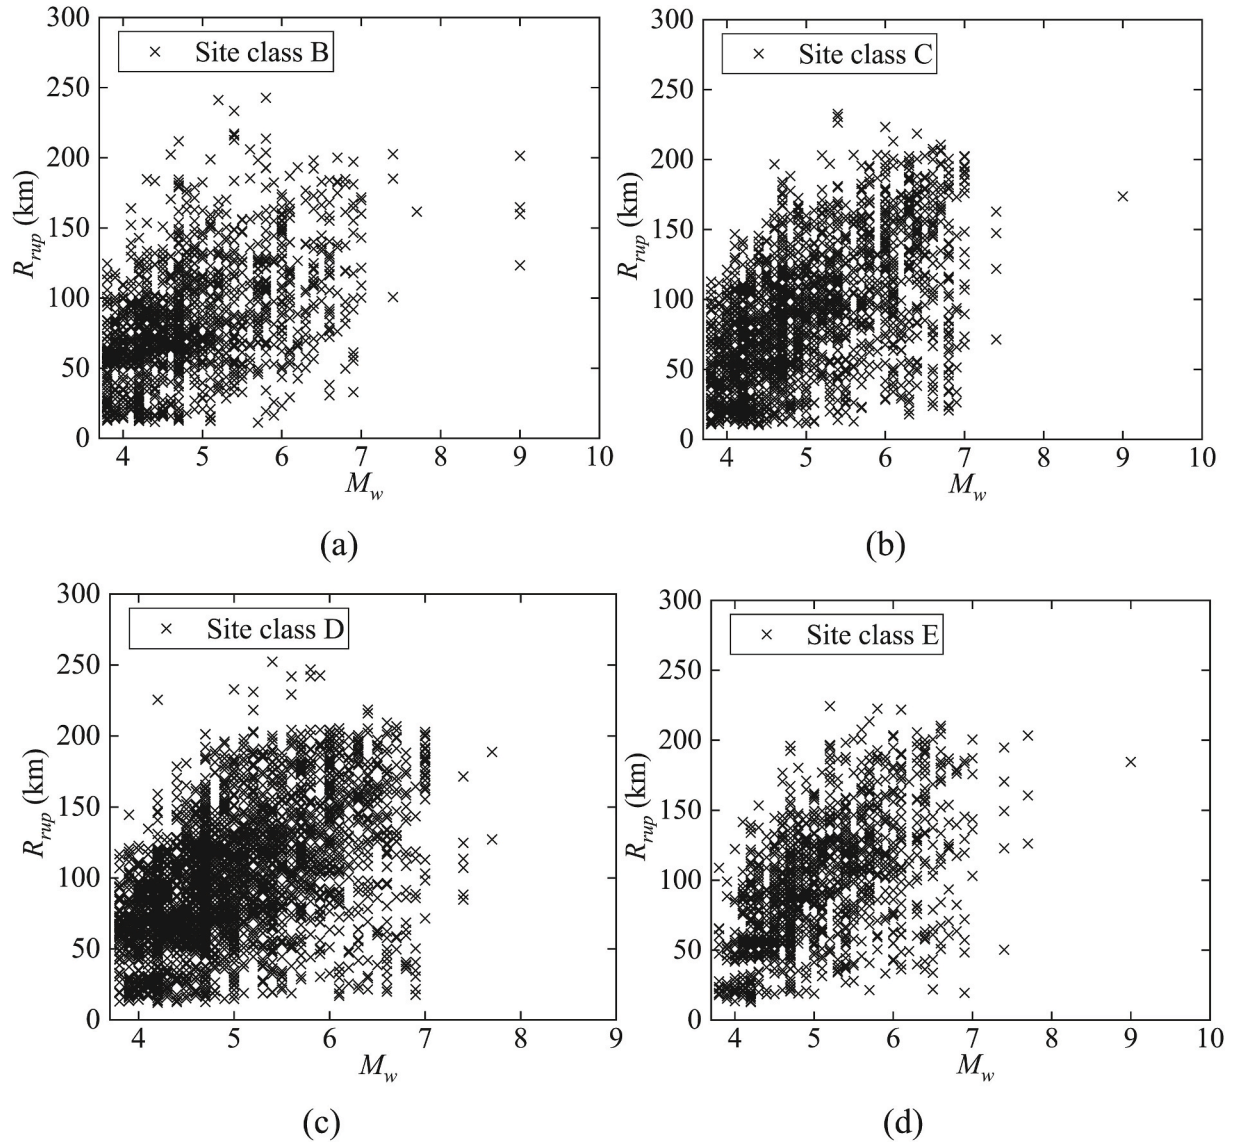 300
250
200
150
100
50
0
R_rup (km)
× Site class B
4 5 6 7 8 9 10
M_w
(a)
300
250
200
150
100
50
0
R_rup (km)
× Site class C
4 5 6 7 8 9 10
M_w
(b)
300
250
200
150
100
50
0
R_rup (km)
× Site class D
4 5 6 7 8 9
M_w
(c)
300
250
200
150
100
50
0
R_rup (km)
× Site class E
4 5 6 7 8 9 10
M_w
(d)